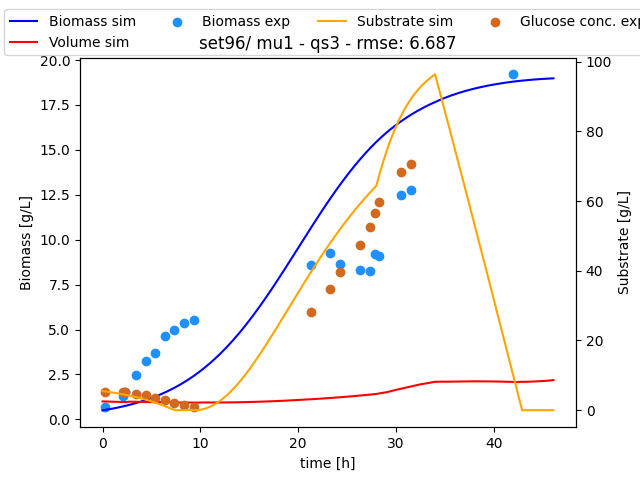 Biomass sim Biomass exp Substrate sim Glucose conc. exp
Volume sim
set96/ mu1 - qs3 - rmse: 6.687
20.0
17.5
15.0
12.5
10.0
7.5
5.0
2.5
0.0
Biomass [g/L]
0 10 20 30 40
time [h]
100
80
60
40
20
0
Substrate [g/L]